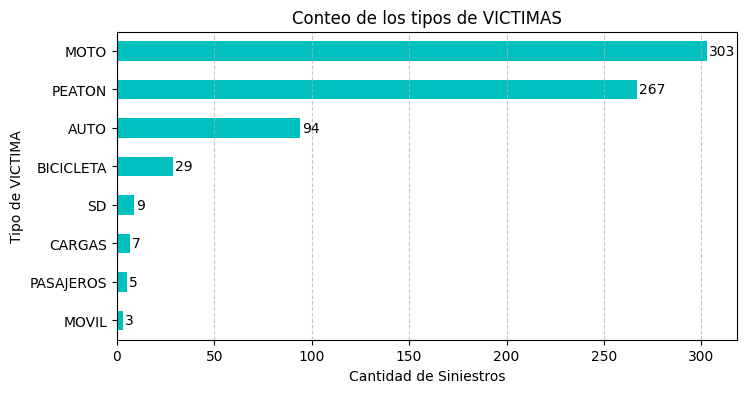 Conteo de los tipos de VICTIMAS
Tipo de VICTIMA
MOTO 303
PEATON 267
AUTO 94
BICICLETA 29
SD 9
CARGAS 7
PASAJEROS 5
MOVIL 3
0 50 100 150 200 250 300
Cantidad de Siniestros